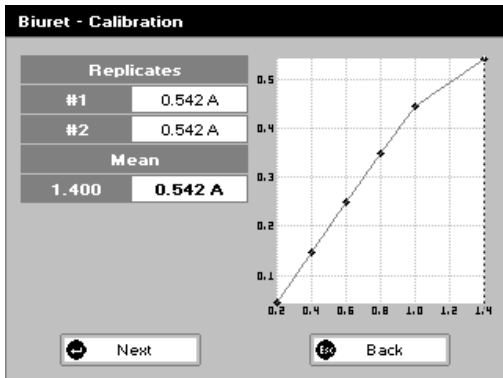 Biuret - Calibration
Replicates
#1 0.542 A
#2 0.542 A
Mean
1.400 0.542 A
0.5
0.4
0.3
0.2
0.1
0.2 0.4 0.6 0.8 1.0 1.2 1.4
Next
Esc Back